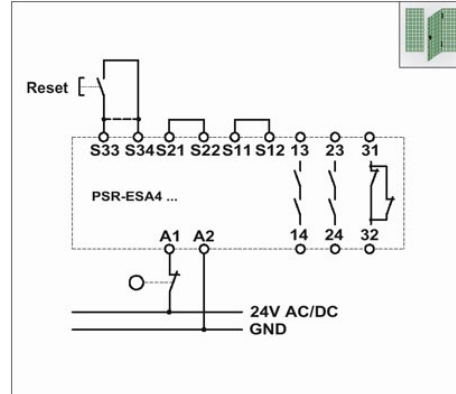 Reset
S33 S34 S21 S22 S11 S12 13 23 31
PSR-ESA4 ...
A1 A2 14 24 32
24V AC/DC
GND